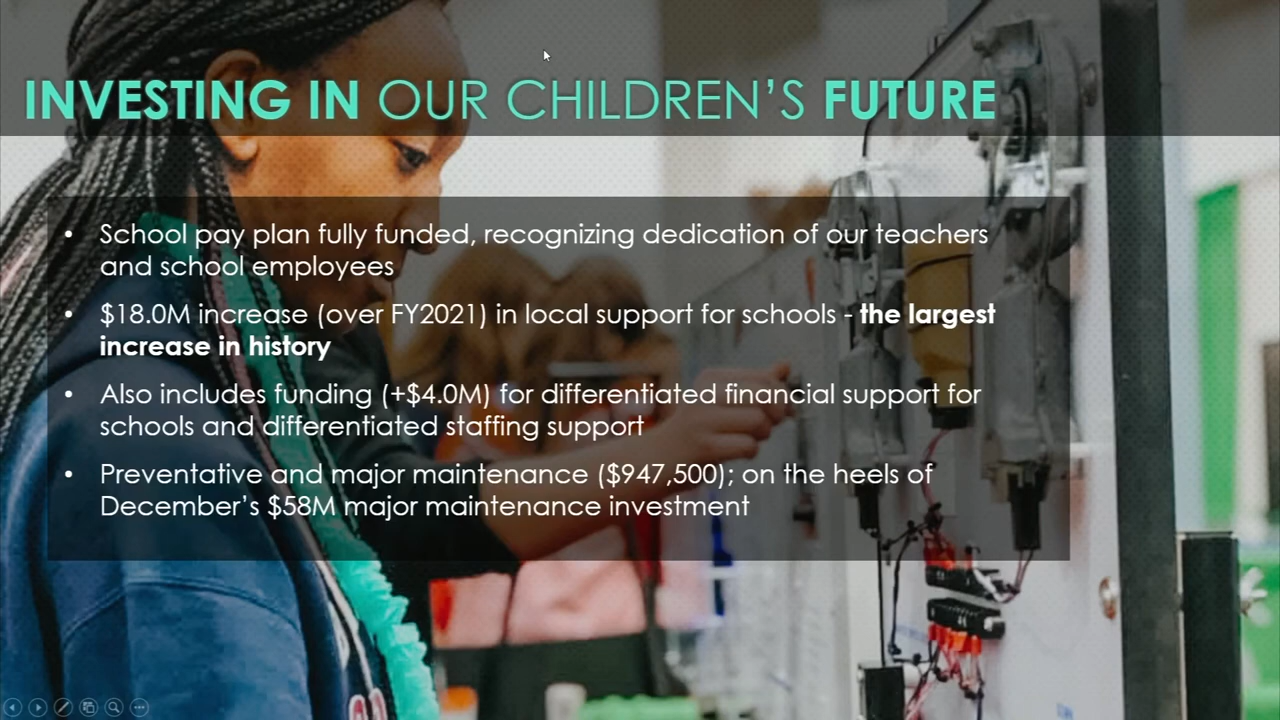 INVESTING IN OUR CHILDREN’S FUTURE
• School pay plan fully funded, recognizing dedication of our teachers
and school employees
• $18.0M increase (over FY2021) in local support for schools - the largest
increase in history
• Also includes funding (+$4.0M) for differentiated financial support for
schools and differentiated staffing support
• Preventative and major maintenance ($947,500); on the heels of
December’s $58M major maintenance investment